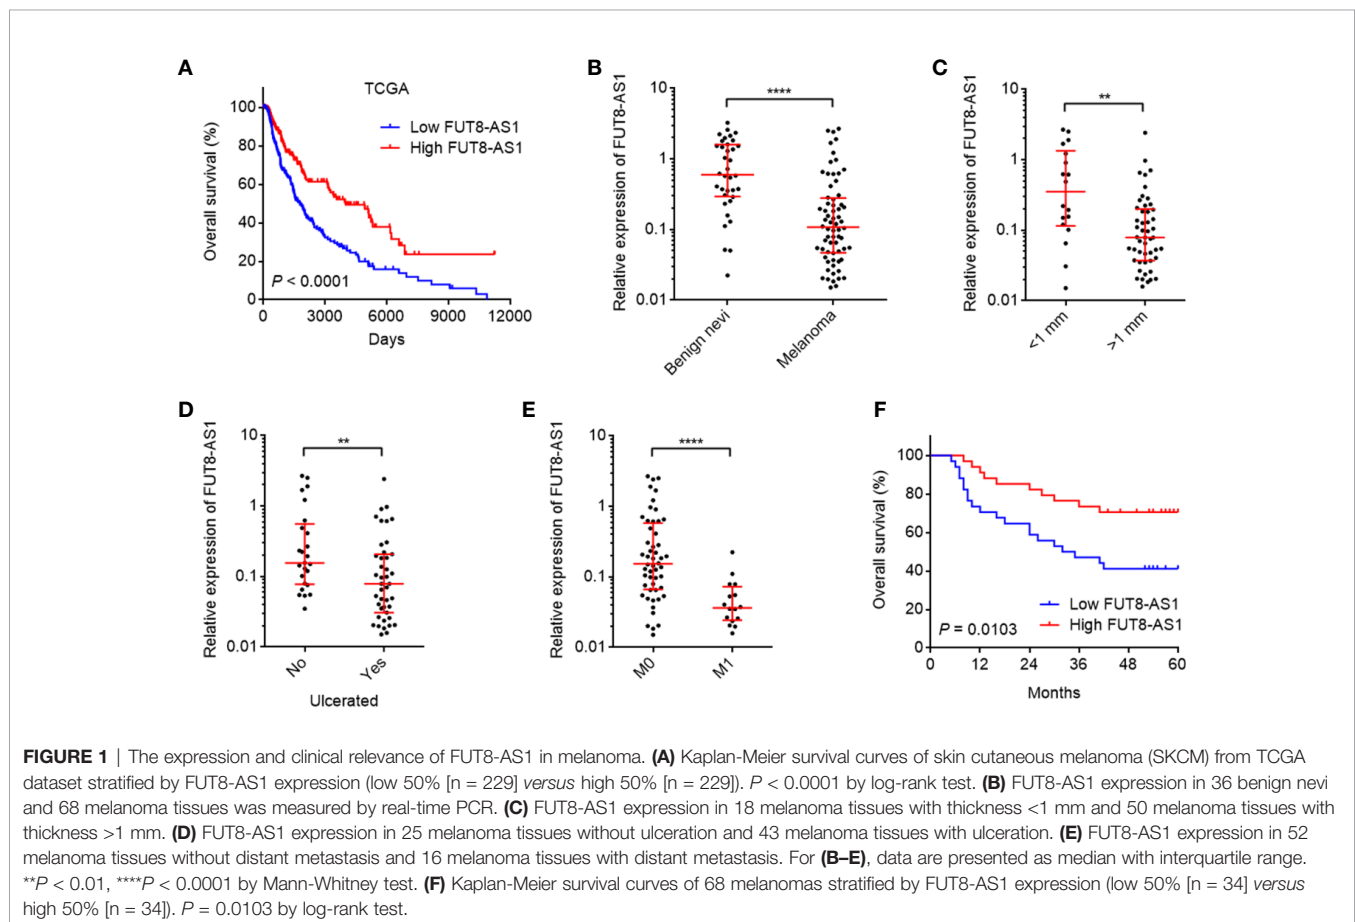 A
TCGA
Low FUT8-AS1
High FUT8-AS1
Overall survival (%)
100
80
60
40
20
0
P < 0.0001
0 3000 6000 9000 12000
Days
B
Relative expression of FUT8-AS1
****
10
1
0.1
0.01
Benign nevi
Melanoma
C
Relative expression of FUT8-AS1
**
10
1
0.1
0.01
<1 mm
>1 mm
D
Relative expression of FUT8-AS1
**
10
1
0.1
0.01
No
Yes
Ulcerated
E
Relative expression of FUT8-AS1
****
10
1
0.1
0.01
M0
M1
F
Overall survival (%)
100
80
60
40
20
0
Low FUT8-AS1
High FUT8-AS1
P = 0.0103
0 12 24 36 48 60
Months
FIGURE 1 | The expression and clinical relevance of FUT8-AS1 in melanoma. (A) Kaplan-Meier survival curves of skin cutaneous melanoma (SKCM) from TCGA
dataset stratified by FUT8-AS1 expression (low 50% [n = 229] versus high 50% [n = 229]). P < 0.0001 by log-rank test. (B) FUT8-AS1 expression in 36 benign nevi
and 68 melanoma tissues was measured by real-time PCR. (C) FUT8-AS1 expression in 18 melanoma tissues with thickness <1 mm and 50 melanoma tissues with
thickness >1 mm. (D) FUT8-AS1 expression in 25 melanoma tissues without ulceration and 43 melanoma tissues with ulceration. (E) FUT8-AS1 expression in 52
melanoma tissues without distant metastasis and 16 melanoma tissues with distant metastasis. For (B–E), data are presented as median with interquartile range.
**P < 0.01, ****P < 0.0001 by Mann-Whitney test. (F) Kaplan-Meier survival curves of 68 melanomas stratified by FUT8-AS1 expression (low 50% [n = 34] versus
high 50% [n = 34]). P = 0.0103 by log-rank test.